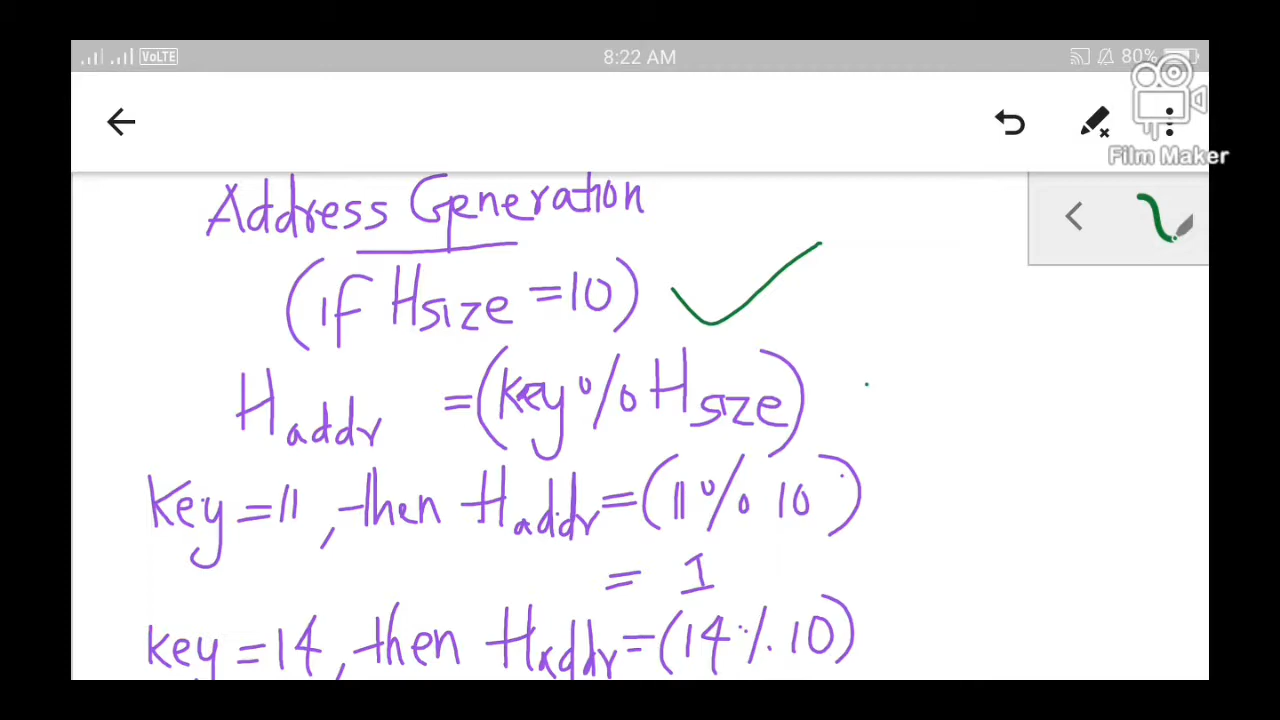 VoLTE 8:22 AM 80%
Film Maker
Address Generation
(if Hsize = 10)
Haddr = (key % Hsize)
Key = 11, then Haddr = (11 % 10)
= 1
key = 14, then Haddr = (14 % 10)